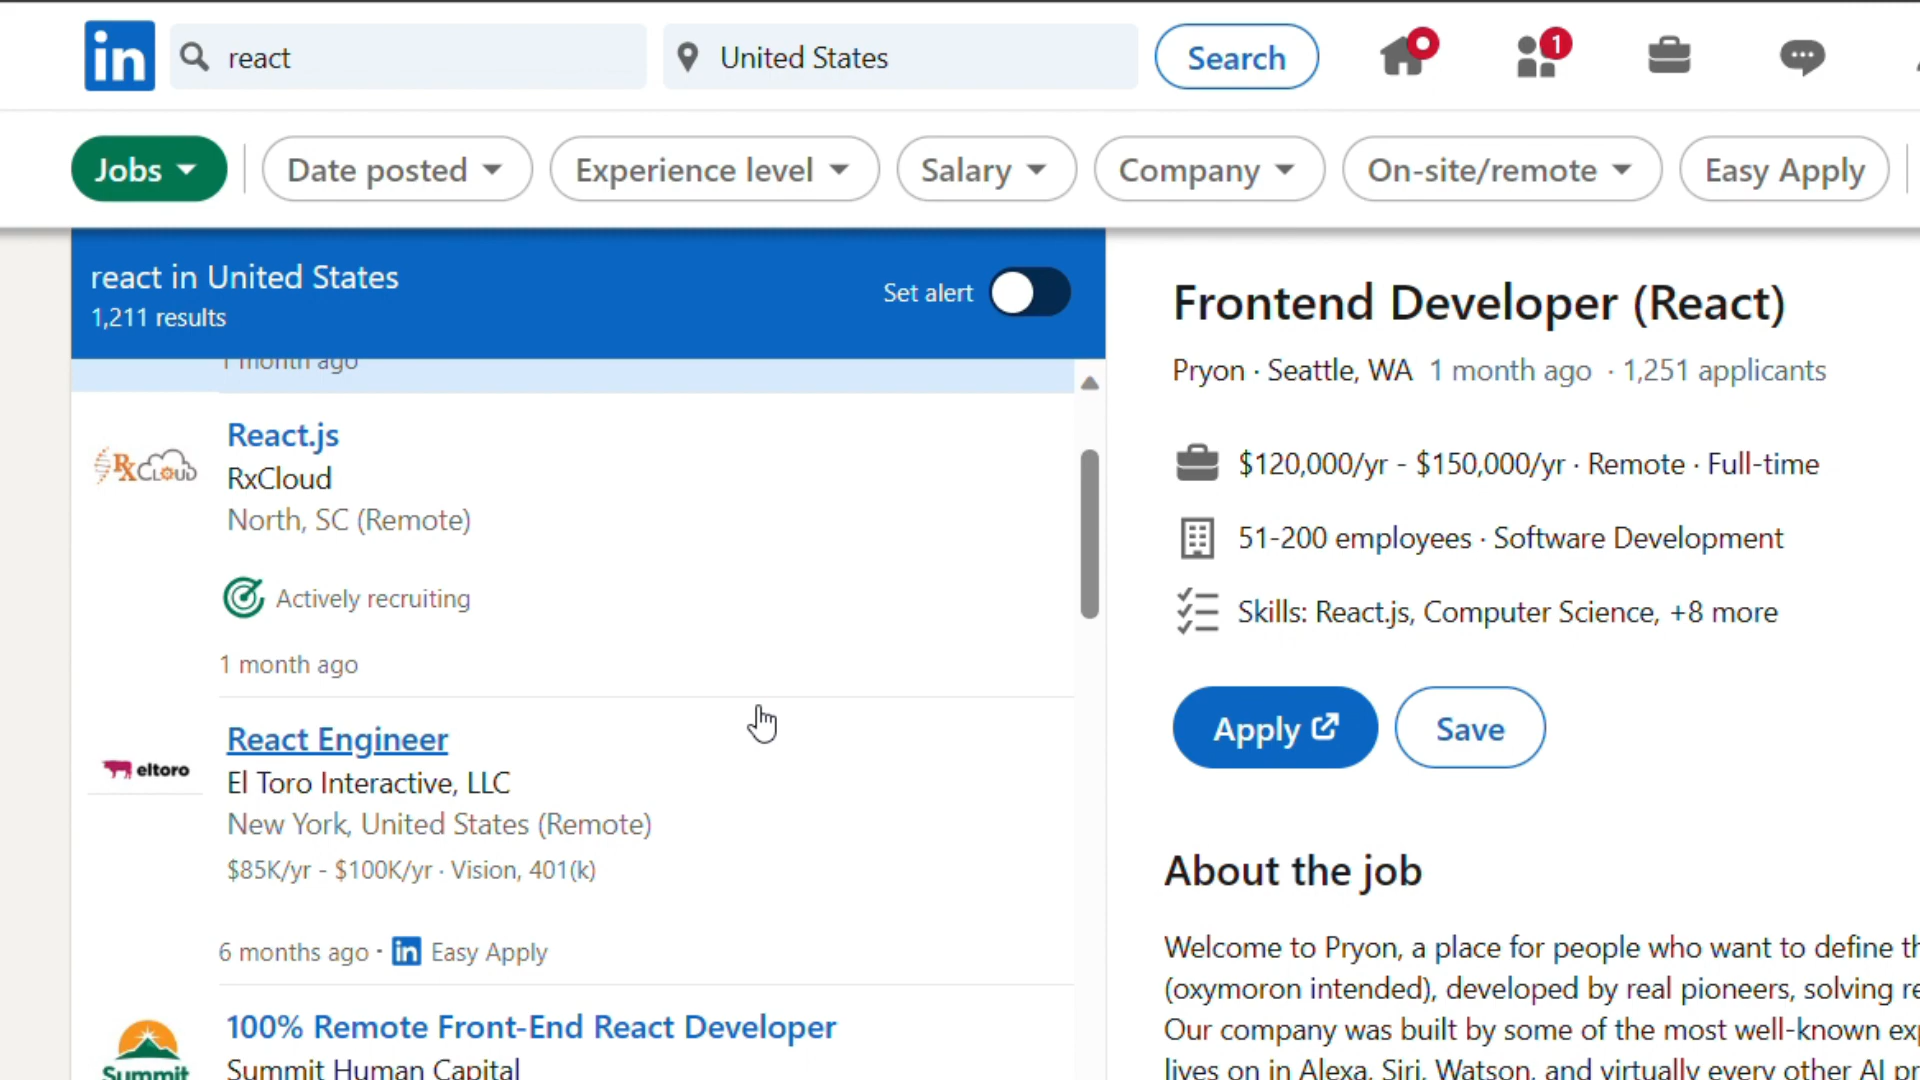 in
react
United States
Search
1
Jobs
Date posted
Experience level
Salary
Company
On-site/remote
Easy Apply
react in United States
1,211 results
Set alert
1 month ago
React.js
RxCloud
RxCloud
North, SC (Remote)
Actively recruiting
1 month ago
eltoro
React Engineer
El Toro Interactive, LLC
New York, United States (Remote)
$85K/yr - $100K/yr · Vision, 401(k)
6 months ago · in Easy Apply
Summit
100% Remote Front-End React Developer
Summit Human Capital
Frontend Developer (React)
Pryon · Seattle, WA 1 month ago · 1,251 applicants
$120,000/yr - $150,000/yr · Remote · Full-time
51-200 employees · Software Development
Skills: React.js, Computer Science, +8 more
Apply
Save
About the job
Welcome to Pryon, a place for people who want to define
(oxymoron intended), developed by real pioneers, solving
Our company was built by some of the most well-known
lives on in Alexa, Siri, Watson, and virtually every other AI